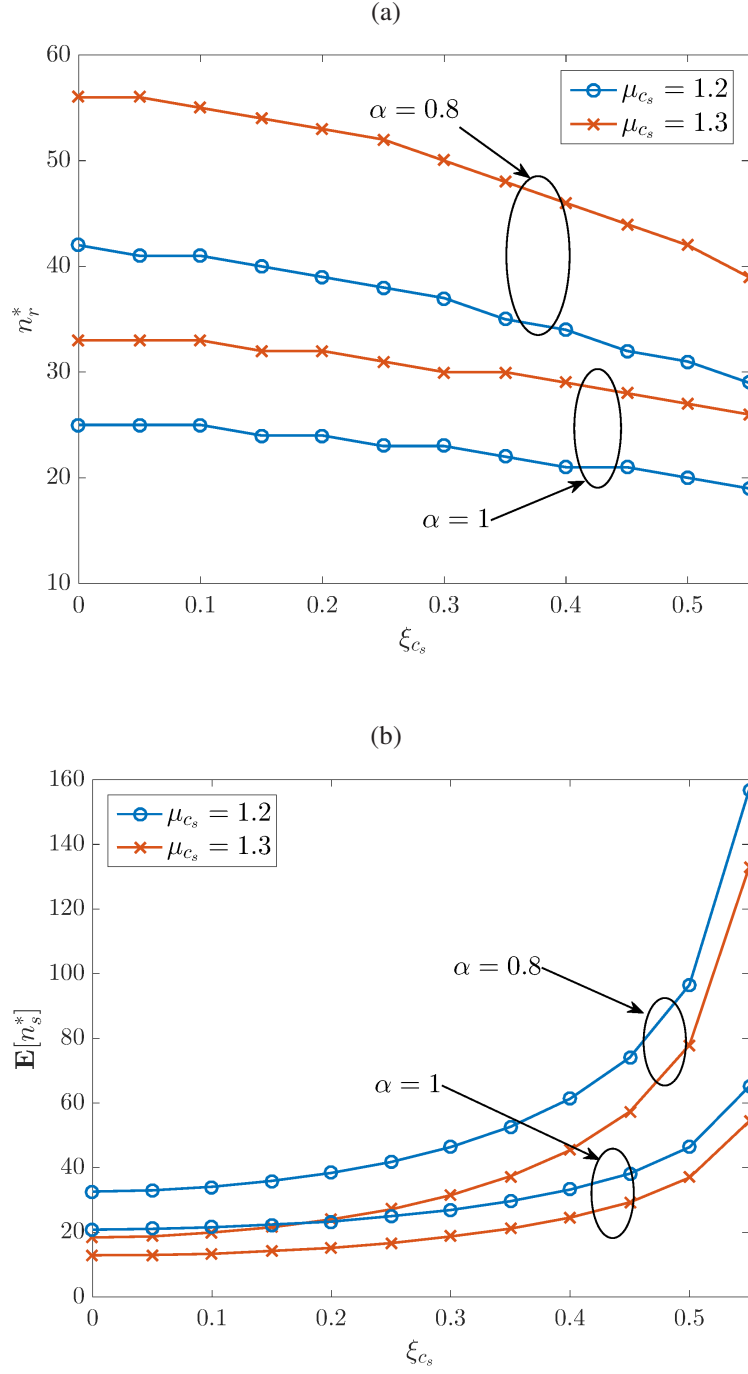 (a)
60
50
40
30
20
10
n_r^*
α = 0.8
μ_{c_s} = 1.2
μ_{c_s} = 1.3
α = 1
0 0.1 0.2 0.3 0.4 0.5
ξ_{c_s}
(b)
160
140
120
100
80
60
40
20
0
E[n_s^*]
μ_{c_s} = 1.2
μ_{c_s} = 1.3
α = 0.8
α = 1
0 0.1 0.2 0.3 0.4 0.5
ξ_{c_s}